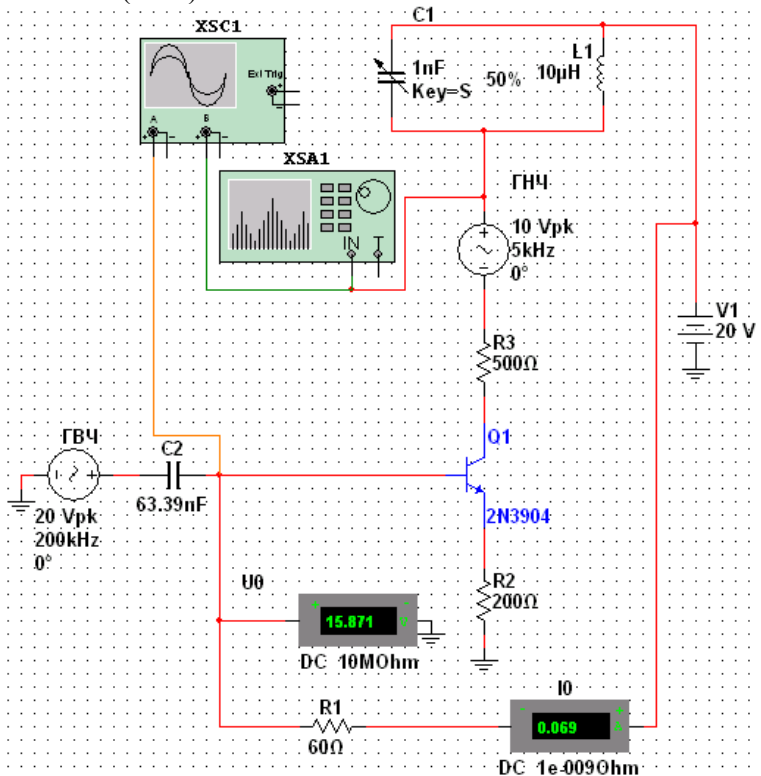 XSC1
Ext Trig
A
B
C1
1nF
Key=S
50%
L1
10µH
XSA1
IN
T
ГНЧ
10 Vpk
5kHz
0°
V1
20 V
R3
500Ω
ГВЧ
C2
63.39nF
20 Vpk
200kHz
0°
Q1
2N3904
R2
200Ω
U0
15.871
V
DC 10MOhm
R1
60Ω
I0
0.069
A
DC 1e-009Ohm